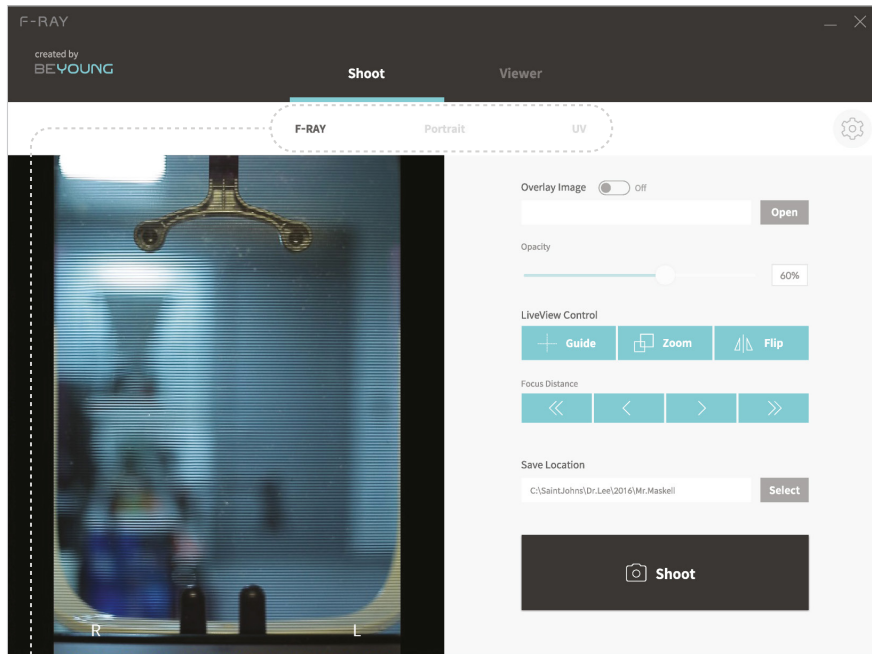 F-RAY
created by
BEYOUNG
Shoot
Viewer
F-RAY
Portrait
UV
Overlay Image
Off
Open
Opacity
60%
LiveView Control
Guide
Zoom
Flip
Focus Distance
Save Location
C:\SaintJohns\Dr.Lee\2016\Mr.Maskell
Select
Shoot
R
L